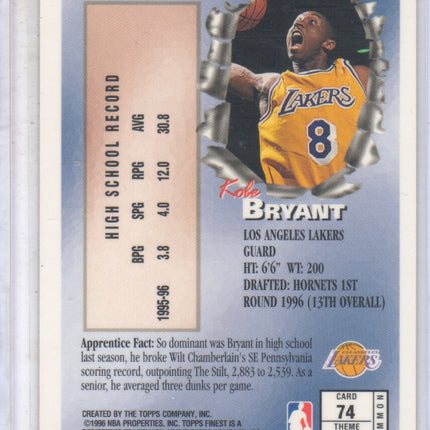 LAKERS
8
Kobe
BRYANT
LOS ANGELES LAKERS
GUARD
HT: 6'6" WT: 200
DRAFTED: HORNETS 1ST
ROUND 1996 (13TH OVERALL)
HIGH SCHOOL RECORD
BPG SPG RPG AVG
1995-96 3.8 4.0 12.0 30.8
Apprentice Fact: So dominant was Bryant in high school
last season, he broke Wilt Chamberlain's SE Pennsylvania
scoring record, outpointing The Stilt, 2,883 to 2,539. As a
senior, he averaged three dunks per game.
LOS ANGELES
LAKERS
CREATED BY THE TOPPS COMPANY, INC.
©1996 NBA PROPERTIES, INC. TOPPS FINEST IS A
NBA
CARD
74
THEME
MMON